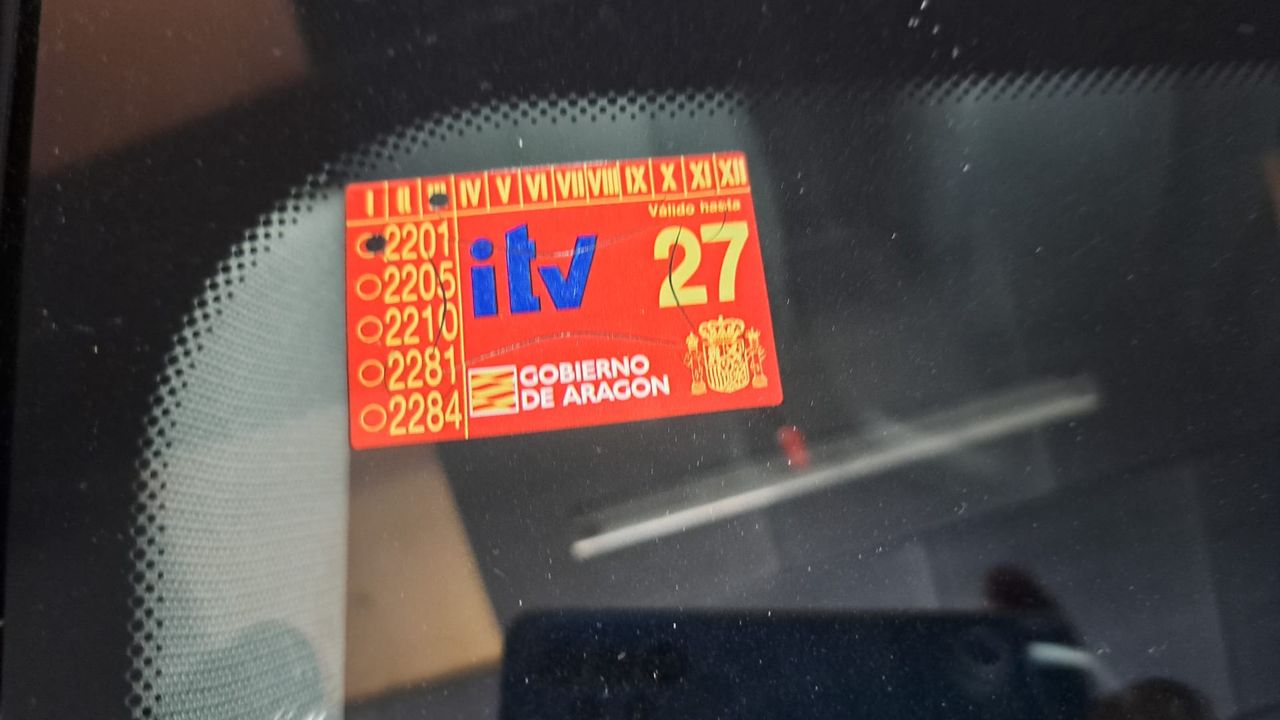 I II III IV V VI VII VIII IX X XI XII
Válido hasta
2201
2205
2210
2281
2284
itv
27
GOBIERNO
DE ARAGON